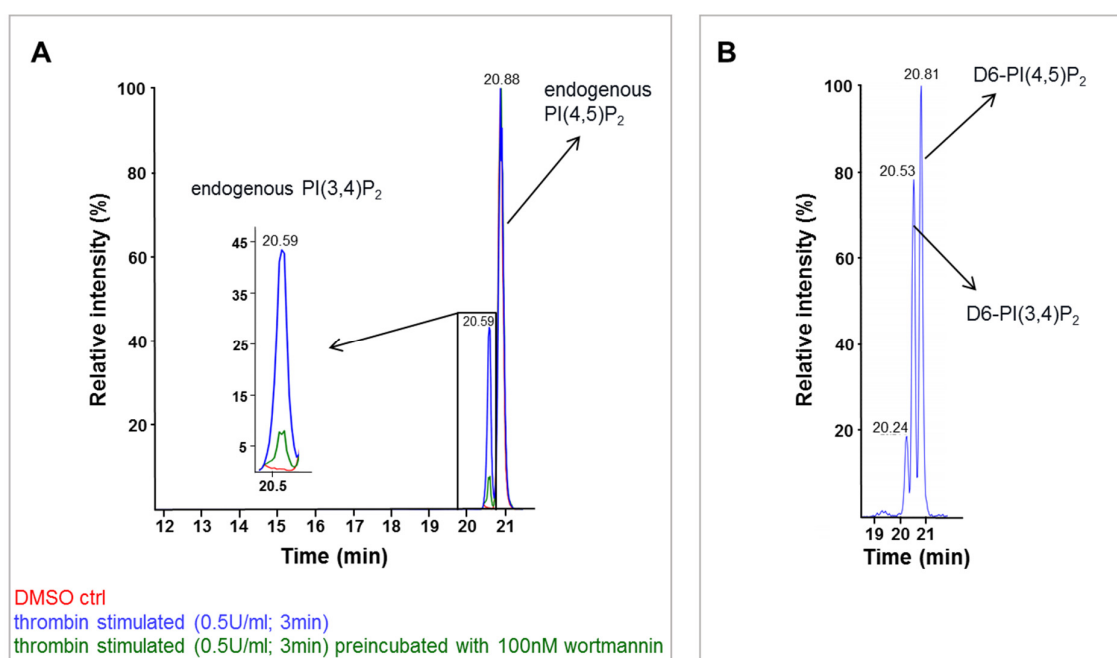 A
20.88
endogenous
PI(4,5)P₂
100
80
60
40
20
Relative intensity (%)
endogenous PI(3,4)P₂
45
35
25
15
5
20.59
20.5
20.59
12 13 14 15 16 17 18 19 20 21
Time (min)
DMSO ctrl
thrombin stimulated (0.5U/ml; 3min)
thrombin stimulated (0.5U/ml; 3min) preincubated with 100nM wortmannin
B
20.81
D6-PI(4,5)P₂
100
80
60
40
20
Relative intensity (%)
20.53
D6-PI(3,4)P₂
20.24
19 20 21
Time (min)